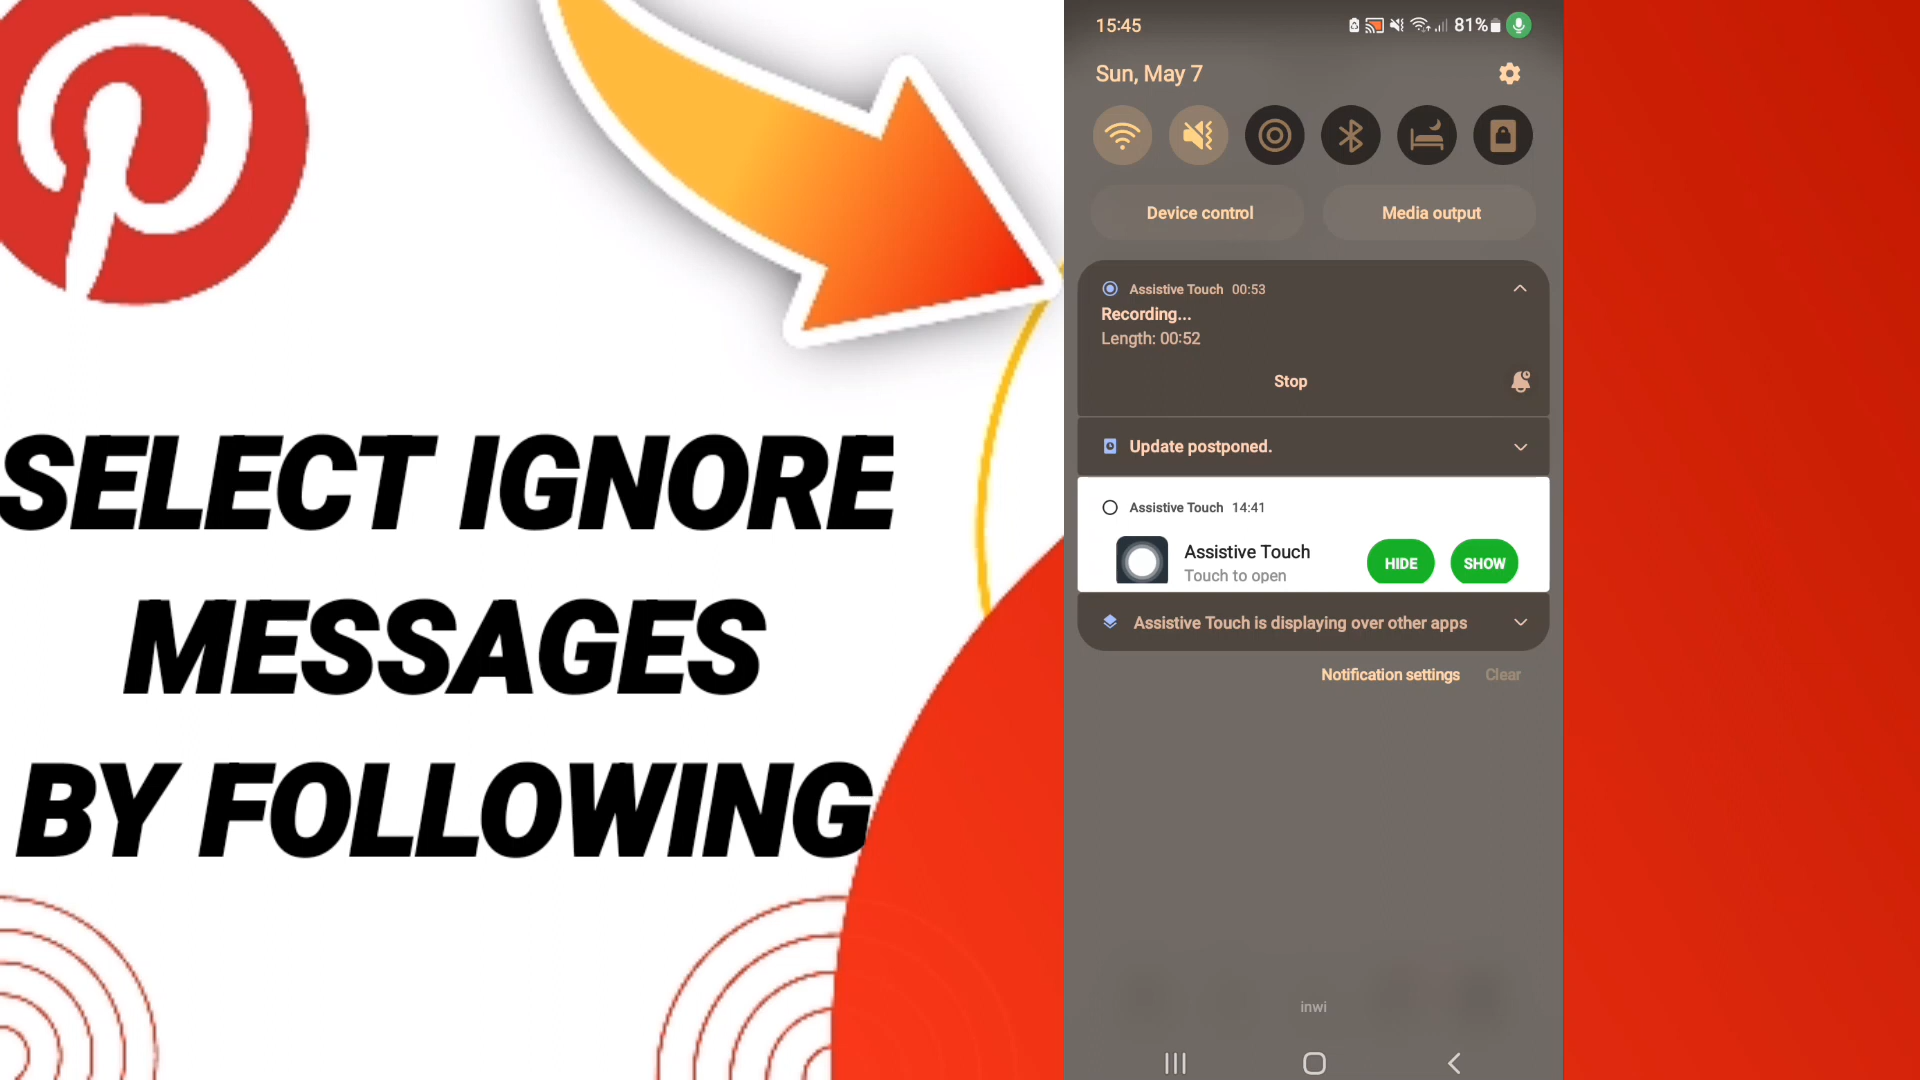 SELECT IGNORE
MESSAGES
BY FOLLOWING
15:45
81%
Sun, May 7
Device control
Media output
Assistive Touch 00:53
Recording...
Length: 00:52
Stop
Update postponed.
Assistive Touch 14:41
Assistive Touch
Touch to open
HIDE
SHOW
Assistive Touch is displaying over other apps
Notification settings
Clear
inwi